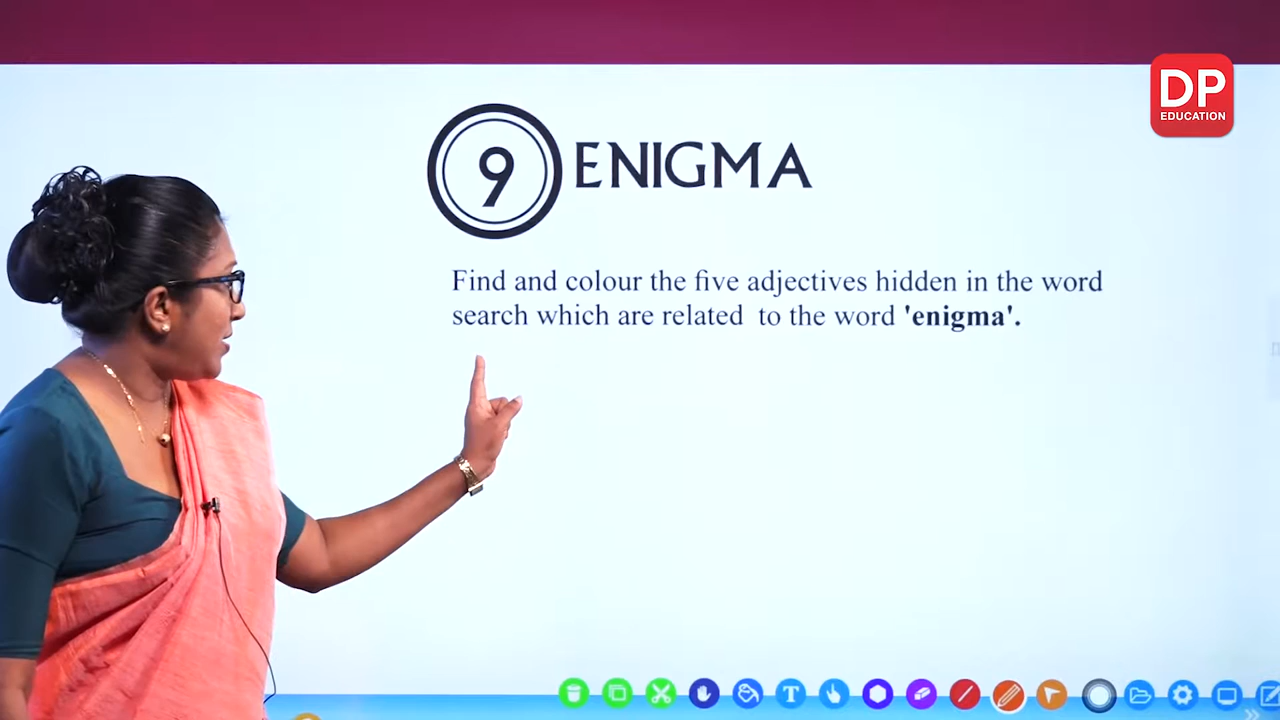 DP
EDUCATION
9 ENIGMA
Find and colour the five adjectives hidden in the word
search which are related to the word 'enigma'.
T